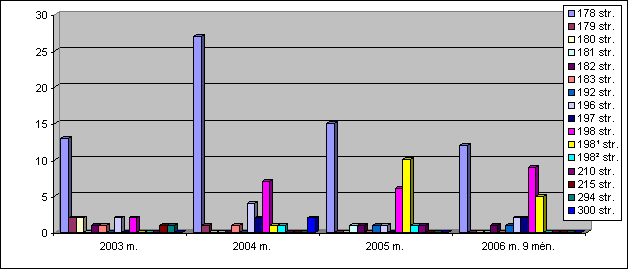 30
25
20
15
10
5
0
2003 m.
2004 m.
2005 m.
2006 m. 9 mėn.
178 str.
179 str.
180 str.
181 str.
182 str.
183 str.
192 str.
196 str.
197 str.
198 str.
198¹ str.
198² str.
210 str.
215 str.
294 str.
300 str.